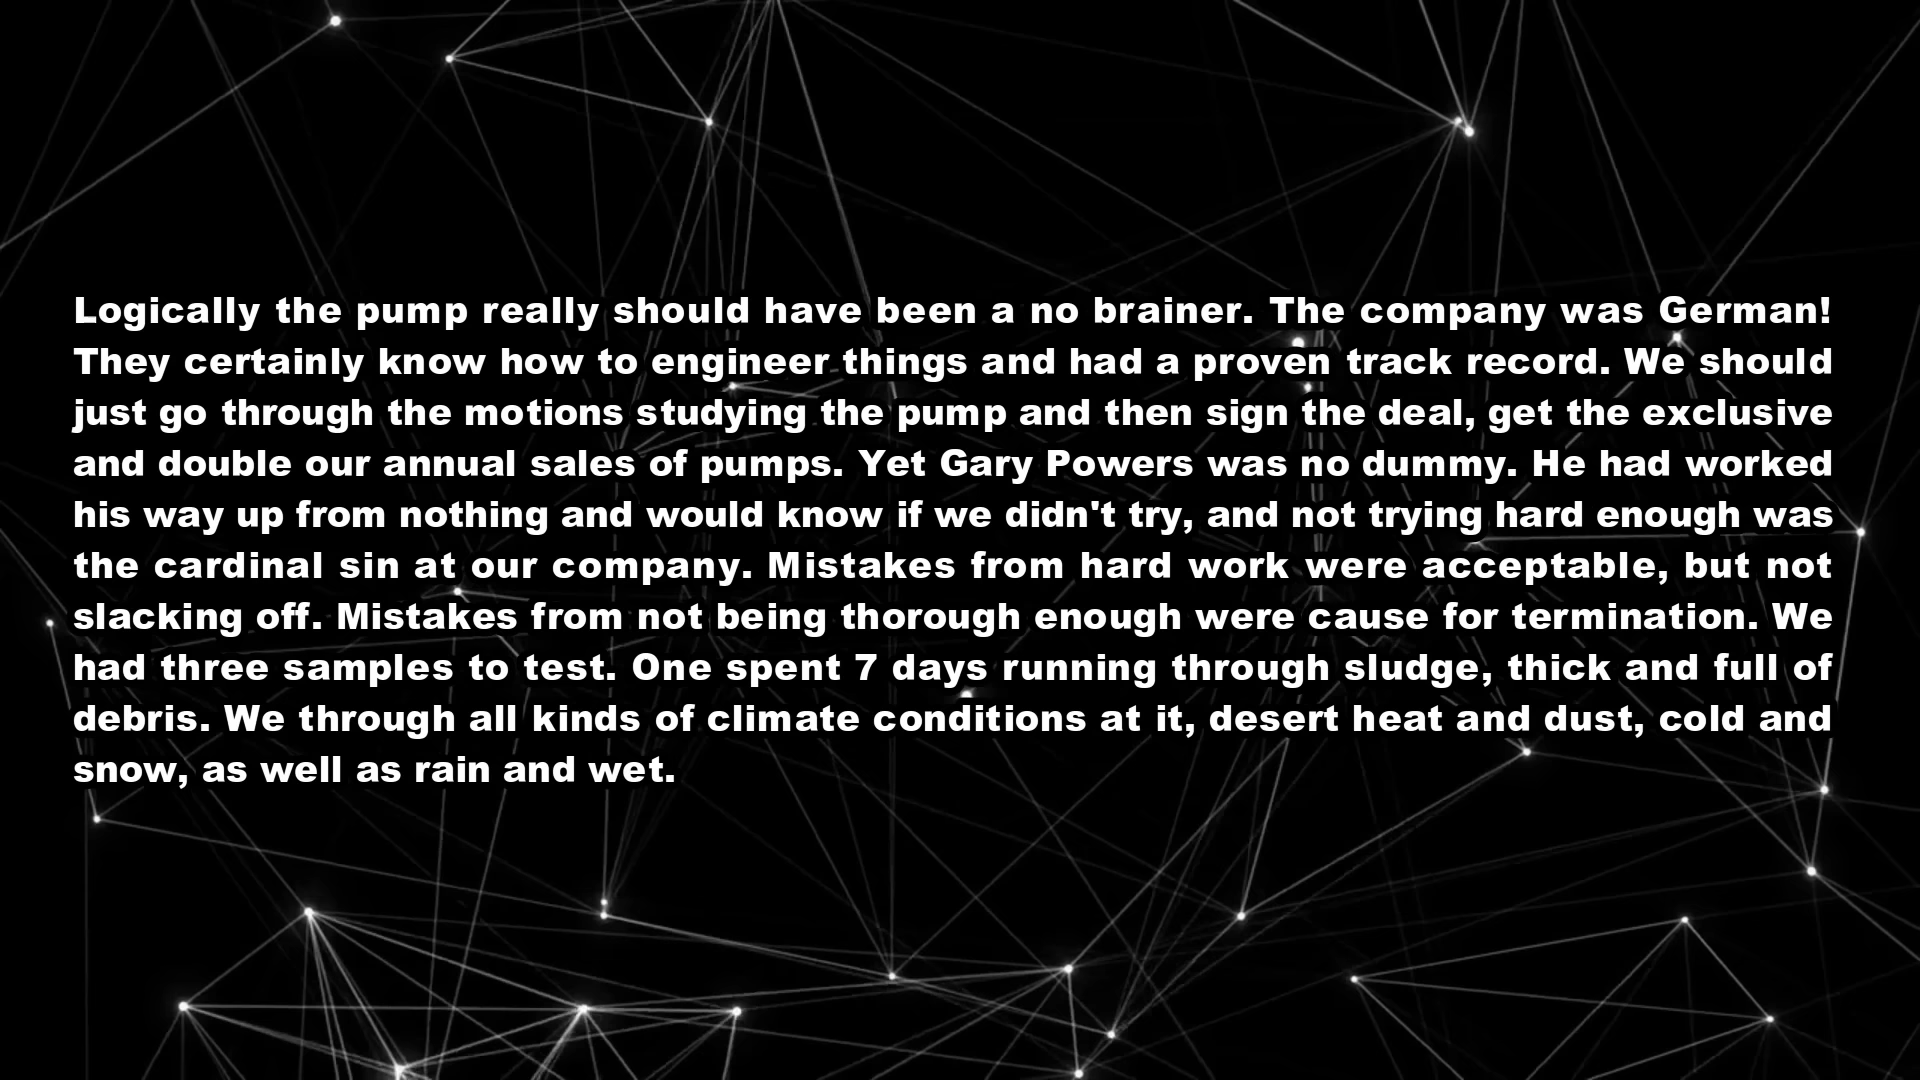 Logically the pump really should have been a no brainer. The company was German!
They certainly know how to engineer things and had a proven track record. We should
just go through the motions studying the pump and then sign the deal, get the exclusive
and double our annual sales of pumps. Yet Gary Powers was no dummy. He had worked
his way up from nothing and would know if we didn't try, and not trying hard enough was
the cardinal sin at our company. Mistakes from hard work were acceptable, but not
slacking off. Mistakes from not being thorough enough were cause for termination. We
had three samples to test. One spent 7 days running through sludge, thick and full of
debris. We through all kinds of climate conditions at it, desert heat and dust, cold and
snow, as well as rain and wet.